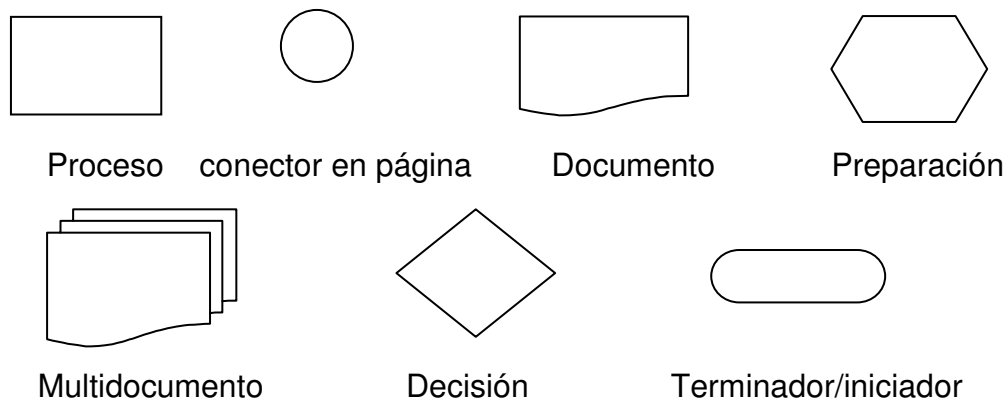 Proceso conector en página Documento Preparación
Multidocumento Decisión Terminador/iniciador